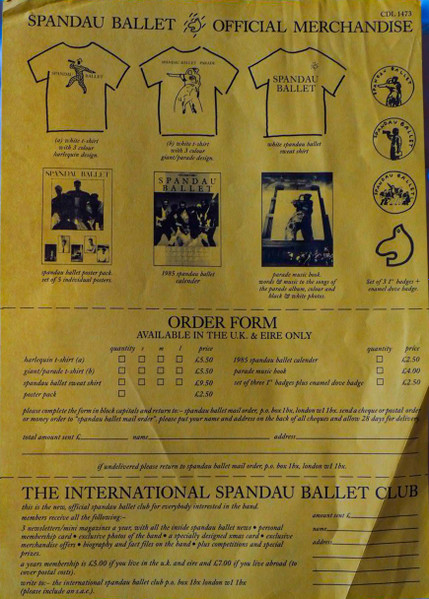 CDL 1473
SPANDAU BALLET OFFICIAL MERCHANDISE
SPANDAU BALLET
SPANDAU BALLET PARADE
SPANDAU
BALLET
(a) white t-shirt
with 3 colour
harlequin design.
(b) white t-shirt
with 3 colour
giant/parade design.
white spandau ballet
sweat shirt
SPANDAU BALLET
SPANDAU
BALLET
spandau ballet poster pack
set of 5 individual posters.
1985 spandau ballet
calender
parade music book
words & music to the songs of
the parade album, colour and
black & white photos.
Set of 3 1" badges +
enamel dove badge.
ORDER FORM
AVAILABLE IN THE U.K. & EIRE ONLY
quantity s m l price quantity price
harlequin t-shirt (a) £5.50 1985 spandau ballet calender £2.50
giant/parade t-shirt (b) £5.50 parade music book £4.00
spandau ballet sweat shirt £9.50 set of three 1" badges plus enamel dove badge £2.50
poster pack £2.50
please complete the form in block capitals and return to:- spandau ballet mail order, p.o. box 1bx, london w1 1bx. send a cheque or postal order
or money order to "spandau ballet mail order". please put your name and address on the back of all cheques and allow 28 days for delivery.
total amount sent £ name address
if undelivered please return to spandau ballet mail order, p.o. box 1bx, london w1 1bx.
THE INTERNATIONAL SPANDAU BALLET CLUB
this is the new, official spandau ballet club for everybody interested in the band.
members receive all the following:-
5 newsletters/mini magazines a year, with all the inside spandau ballet news • personal
membership card • exclusive photos of the band • a specially designed xmas card • exclusive
merchandise offers • biography and fact files on the band • plus competitions and special
prizes.
a years membership is £5.00 if you live in the u.k. and eire and £7.00 if you live abroad (to
cover postal costs).
write to:- the international spandau ballet club p.o. box 1bx london w1 1bx
(please include an s.a.e.).
amount sent £
name
address